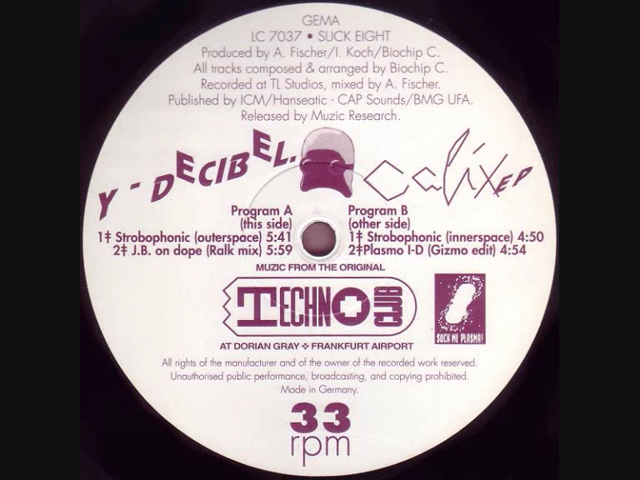 GEMA
LC 7037 • SUCK EIGHT
Produced by A. Fischer/I. Koch/Biochip C.
All tracks composed & arranged by Biochip C.
Recorded at TL Studios, mixed by A. Fischer.
Published by ICM/Hanseatic - CAP Sounds/BMG UFA.
Released by Muzic Research.
Y - DECIBEL.
calix EP
Program A
(this side)
1‡ Strobophonic (outerspace) 5:41
2‡ J.B. on dope (Ralk mix) 5:59
Program B
(other side)
1‡ Strobophonic (innerspace) 4:50
2‡Plasmo I-D (Gizmo edit) 4:54
MUZIC FROM THE ORIGINAL
TECHNO CLUB
SUCK ME PLASMA!
AT DORIAN GRAY ✤ FRANKFURT AIRPORT
All rights of the manufacturer and of the owner of the recorded work reserved.
Unauthorised public performance, broadcasting, and copying prohibited.
Made in Germany.
33
rpm